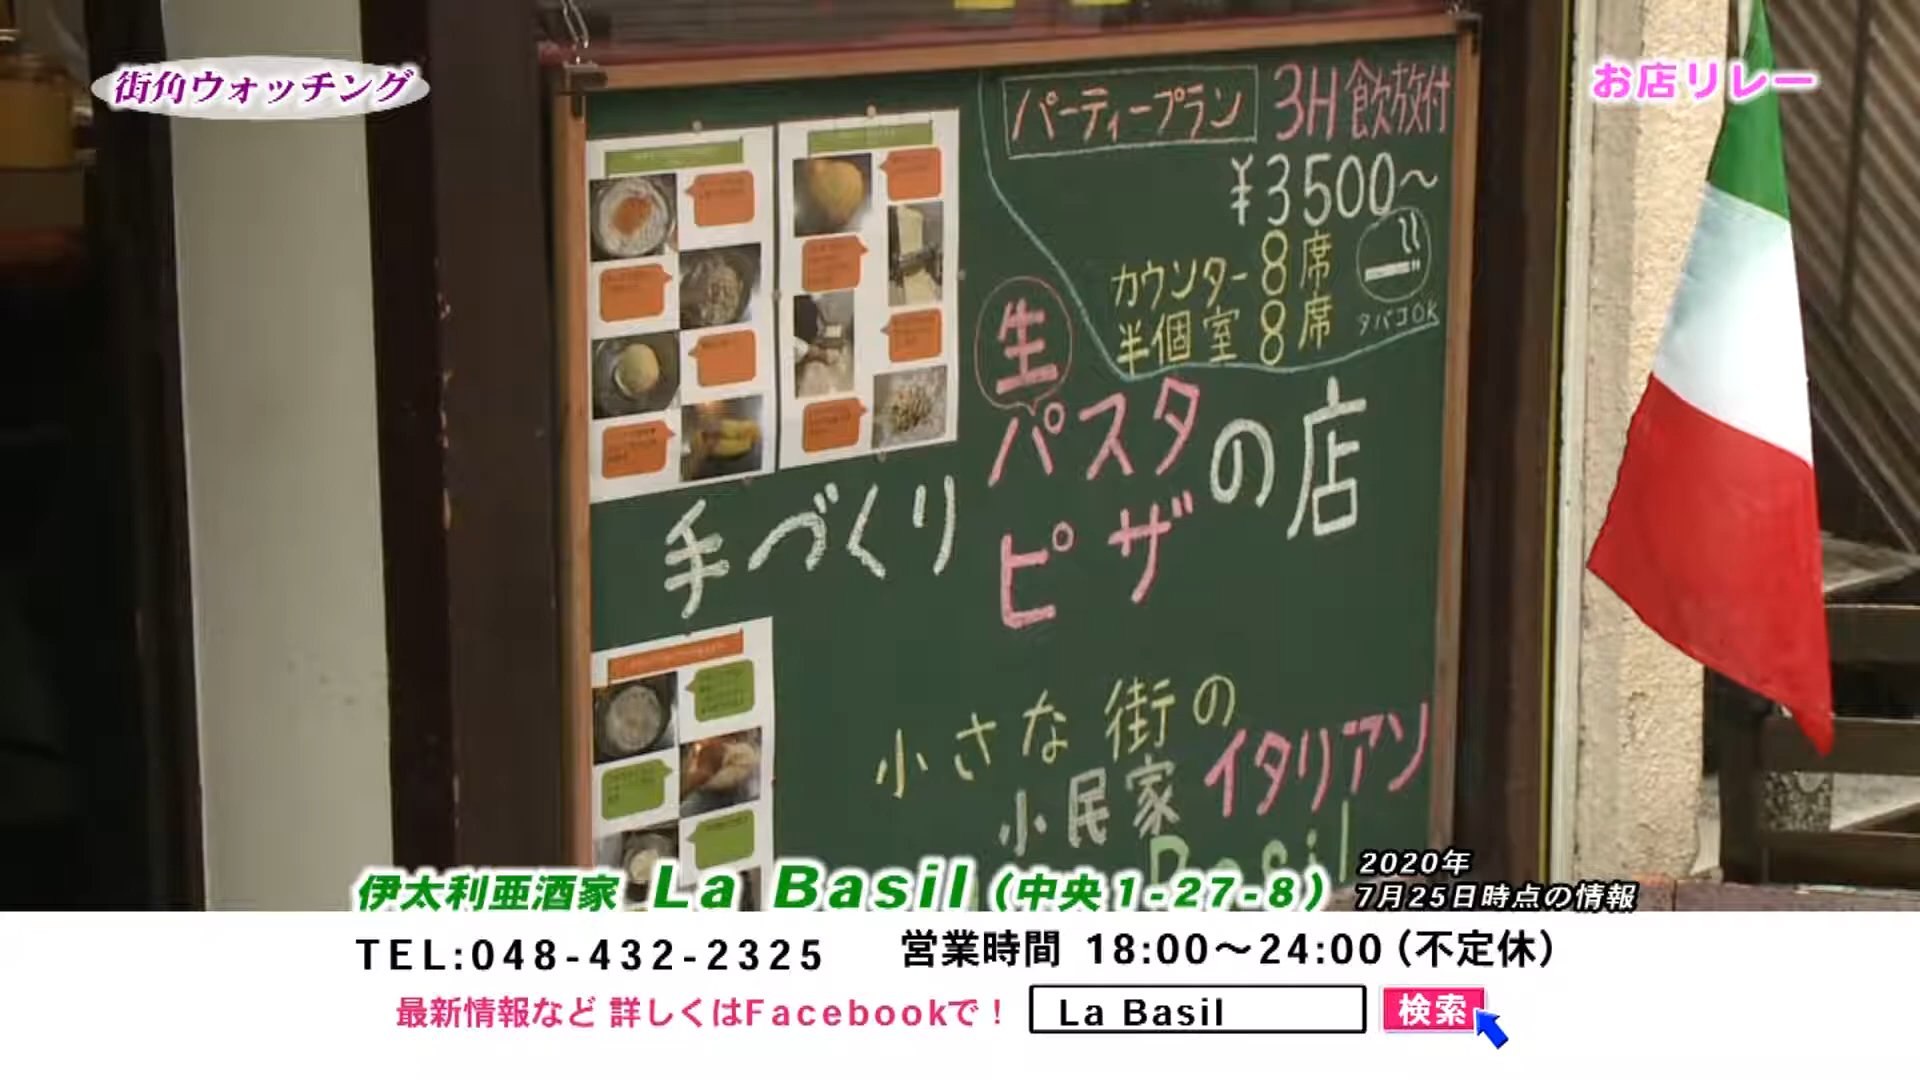 街角ウォッチング
お店リレー
パーティープラン 3H飲放付
¥3500~
カウンター8席
半個室8席
タバコOK
手づくり 生パスタ ピザ の店
小さな街の
小民家イタリアン
Basil
伊太利亜酒家 La Basil（中央1-27-8）
2020年
7月25日時点の情報
TEL:048-432-2325 営業時間 18:00～24:00（不定休）
最新情報など 詳しくはFacebookで！ La Basil 検索